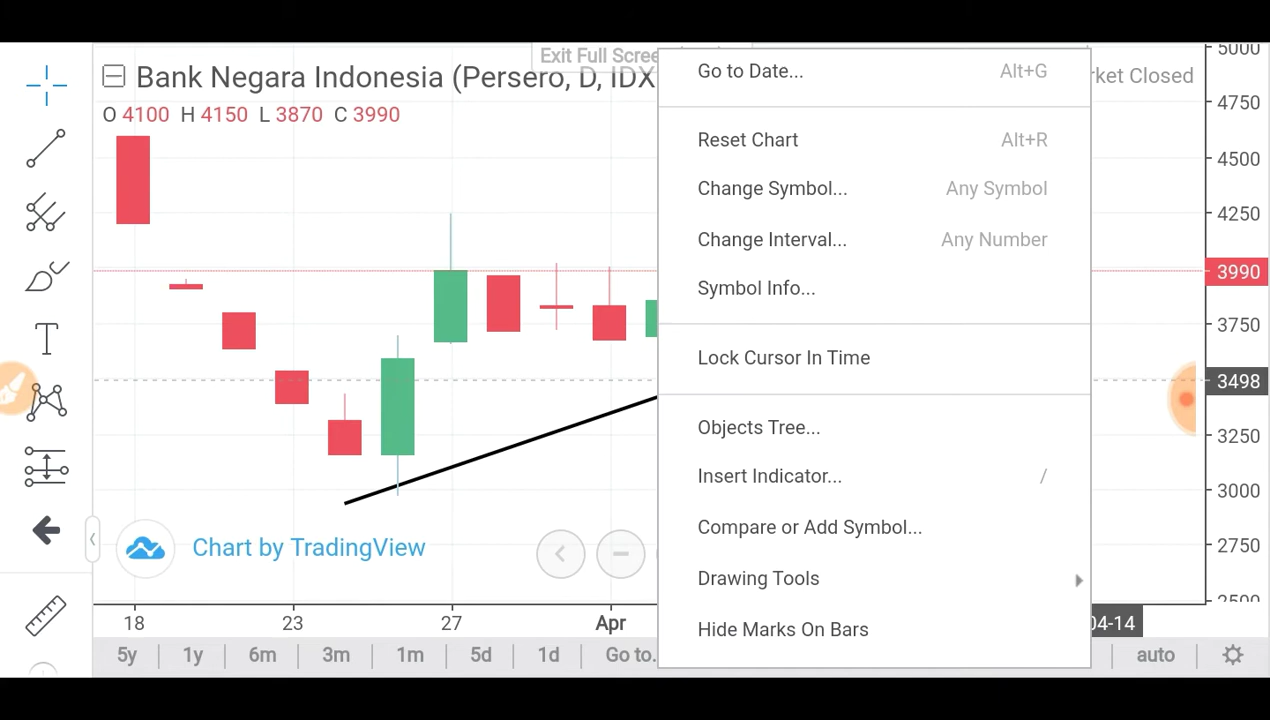 Exit Full Scree
Bank Negara Indonesia (Persero, D, IDX
rket Closed
O 4100 H 4150 L 3870 C 3990
Go to Date... Alt+G
Reset Chart Alt+R
Change Symbol... Any Symbol
Change Interval... Any Number
Symbol Info...
Lock Cursor In Time
Objects Tree...
Insert Indicator... /
Compare or Add Symbol...
Drawing Tools
Hide Marks On Bars
5000
4750
4500
4250
3990
3750
3498
3250
3000
2750
2500
T
Chart by TradingView
18 23 27 Apr 04-14
5y 1y 6m 3m 1m 5d 1d Go to. auto